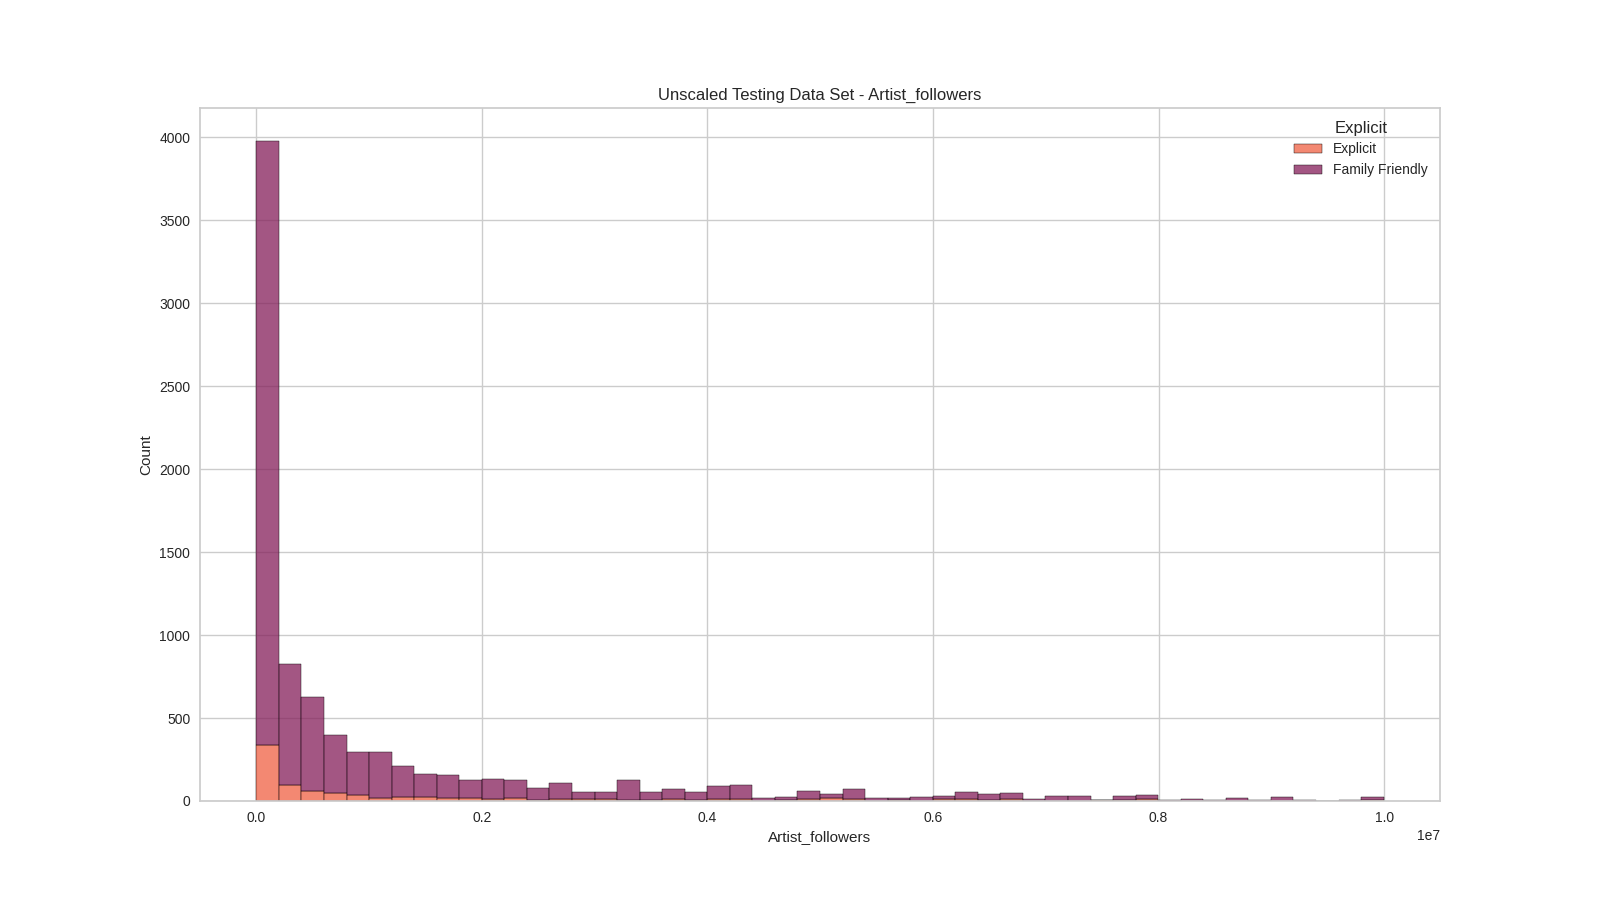 Unscaled Testing Data Set - Artist_followers
Explicit
Explicit
Family Friendly
4000
3500
3000
2500
2000
1500
1000
500
0
Count
0.0 0.2 0.4 0.6 0.8 1.0
1e7
Artist_followers